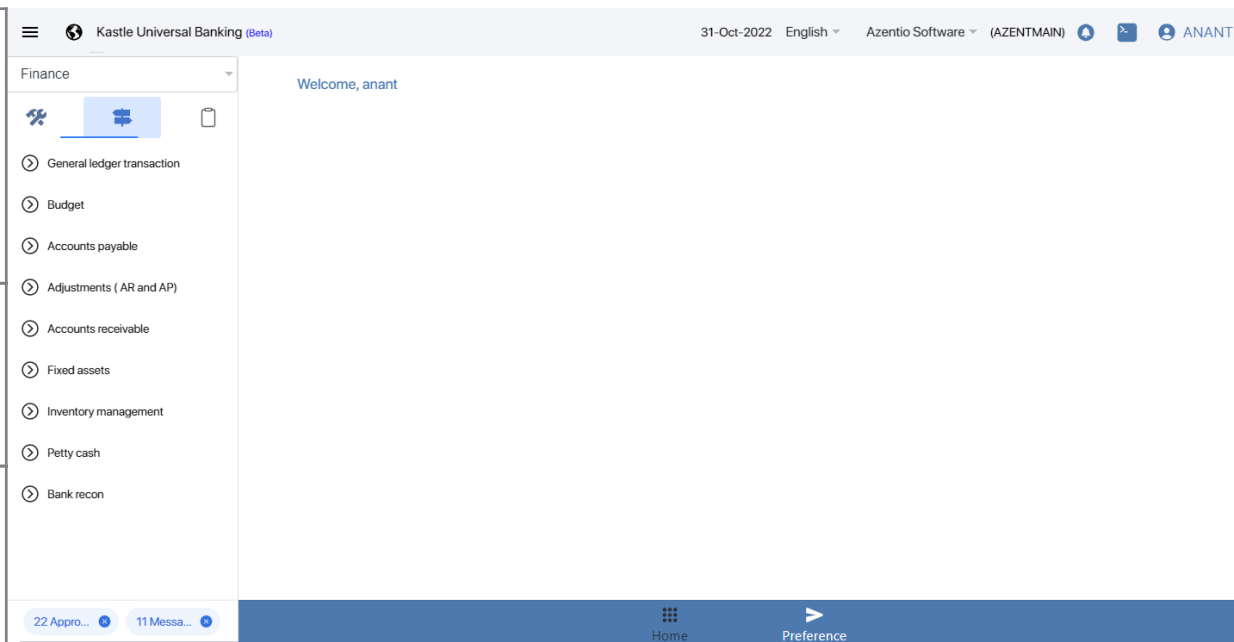 Kastle Universal Banking (Beta)
31-Oct-2022 English Azentio Software (AZENTMAIN) ANANT
Finance
Welcome, anant
General ledger transaction
Budget
Accounts payable
Adjustments ( AR and AP)
Accounts receivable
Fixed assets
Inventory management
Petty cash
Bank recon
22 Appro... 11 Messa...
Home Preference